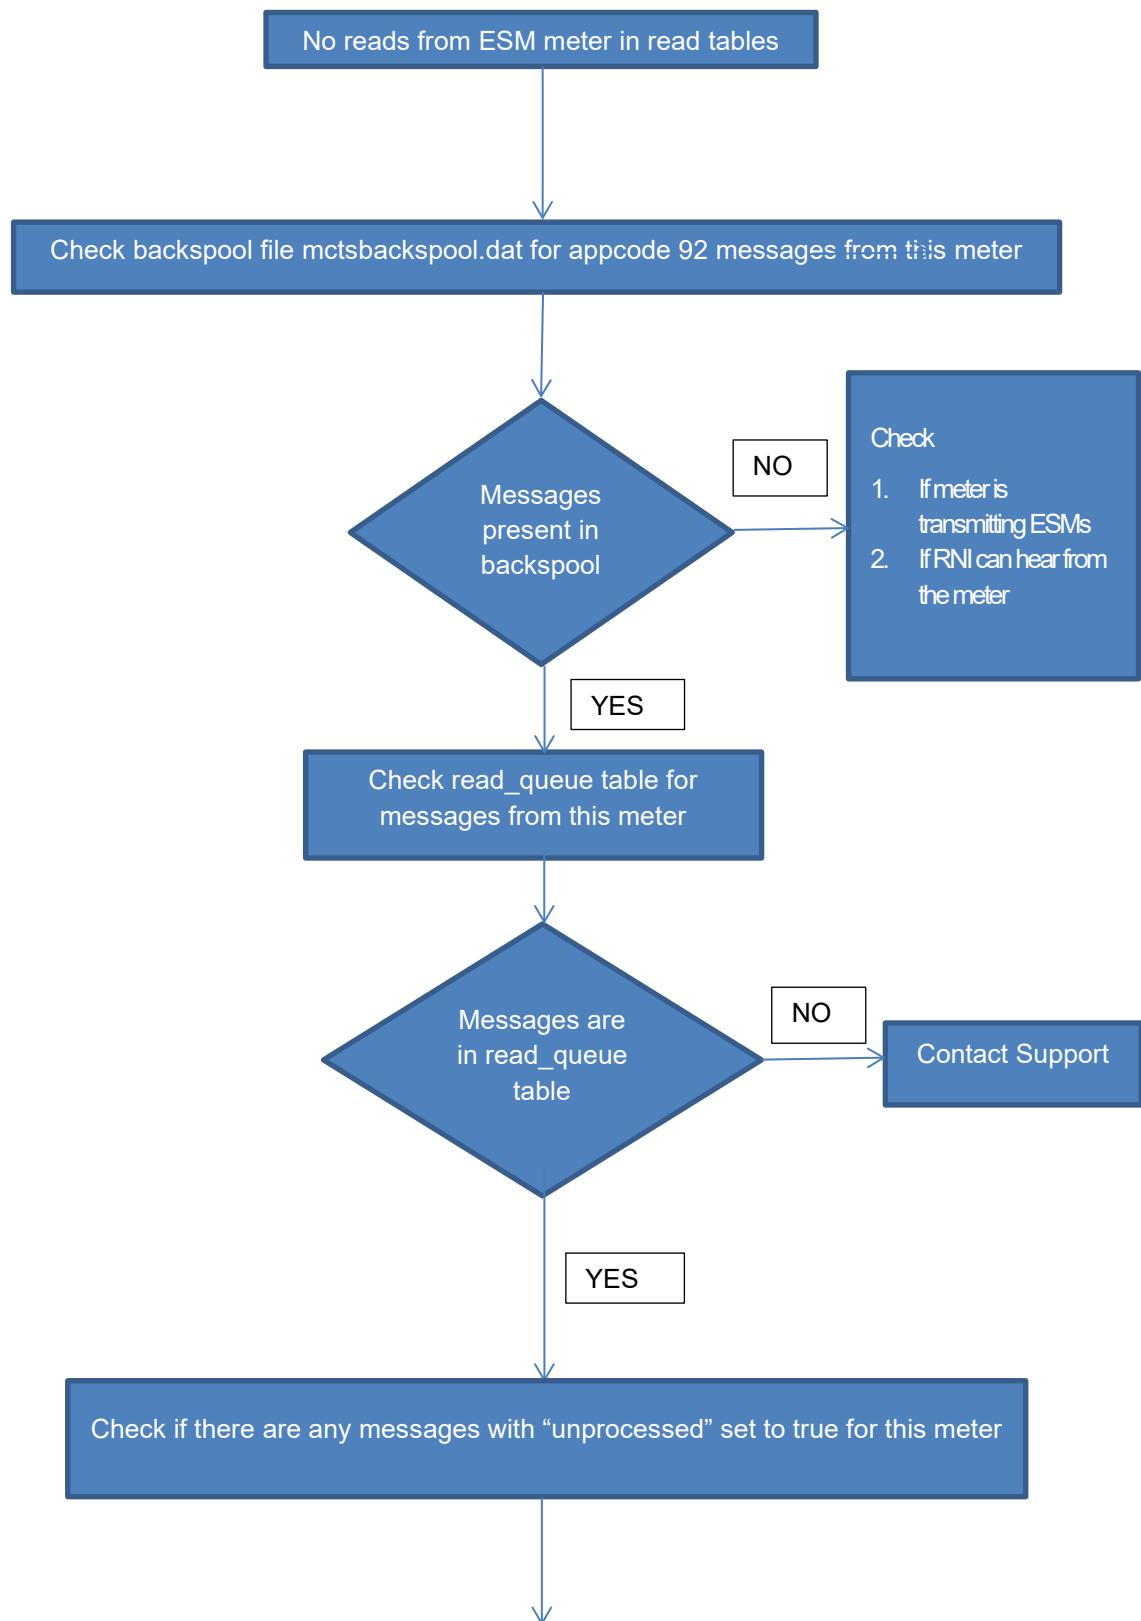 No reads from ESM meter in read tables
Check backspool file mctsbackspool.dat for appcode 92 messages from this meter
Messages
present in
backspool
NO
Check
1. If meter is
transmitting ESMs
2. If RNI can hear from
the meter
YES
Check read_queue table for
messages from this meter
Messages are
in read_queue
table
NO
Contact Support
YES
Check if there are any messages with “unprocessed” set to true for this meter